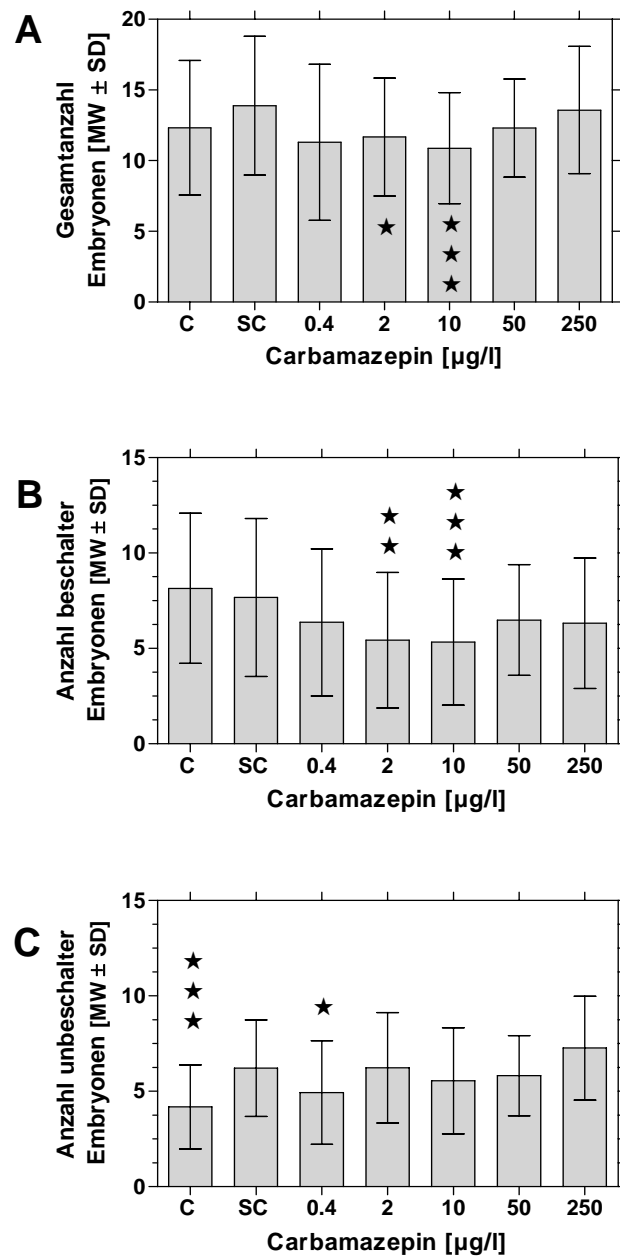 A
Gesamtanzahl
Embryonen [MW ± SD]
20
15
10
5
0
C SC 0.4 2 10 50 250
Carbamazepin [µg/l]
B
Anzahl beschalter
Embryonen [MW ± SD]
15
10
5
0
C SC 0.4 2 10 50 250
Carbamazepin [µg/l]
C
Anzahl unbeschalter
Embryonen [MW ± SD]
15
10
5
0
C SC 0.4 2 10 50 250
Carbamazepin [µg/l]